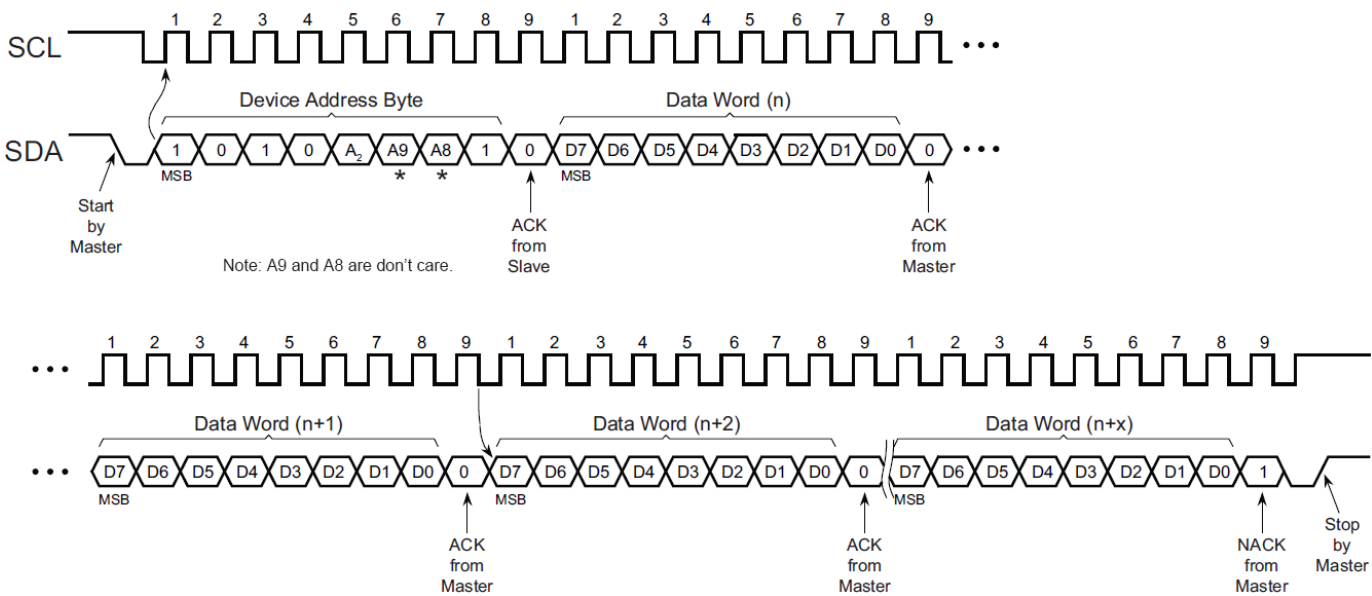 1 2 3 4 5 6 7 8 9 1 2 3 4 5 6 7 8 9
SCL
Device Address Byte Data Word (n)
SDA 1 0 1 0 A2 A9 A8 1 0 D7 D6 D5 D4 D3 D2 D1 D0 0
MSB * * MSB
Start
by
Master
ACK
from
Slave
ACK
from
Master
Note: A9 and A8 are don't care.
1 2 3 4 5 6 7 8 9 1 2 3 4 5 6 7 8 9 1 2 3 4 5 6 7 8 9
Data Word (n+1) Data Word (n+2) Data Word (n+x)
D7 D6 D5 D4 D3 D2 D1 D0 0 D7 D6 D5 D4 D3 D2 D1 D0 0 D7 D6 D5 D4 D3 D2 D1 D0 1
MSB MSB MSB
ACK
from
Master
ACK
from
Master
NACK
from
Master
Stop
by
Master